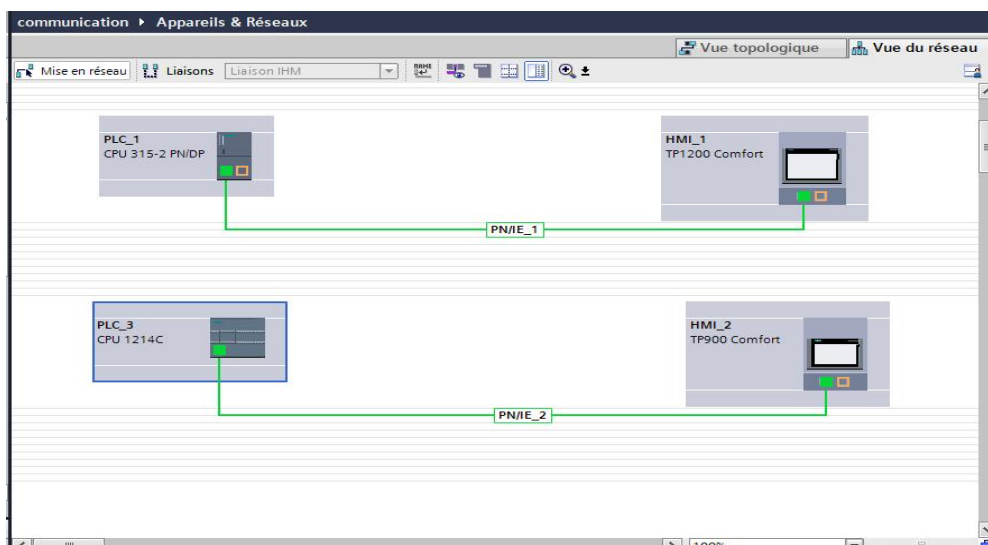 communication ▸ Appareils & Réseaux
Vue topologique Vue du réseau
Mise en réseau Liaisons Liaison IHM
PLC_1
CPU 315-2 PN/DP
HMI_1
TP1200 Comfort
PN/IE_1
PLC_3
CPU 1214C
HMI_2
TP900 Comfort
PN/IE_2
100%